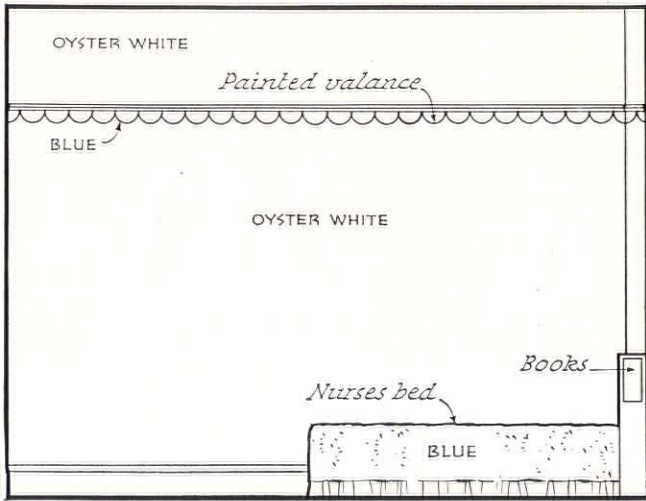 OYSTER WHITE
Painted valance
BLUE
OYSTER WHITE
Books
Nurses bed
BLUE